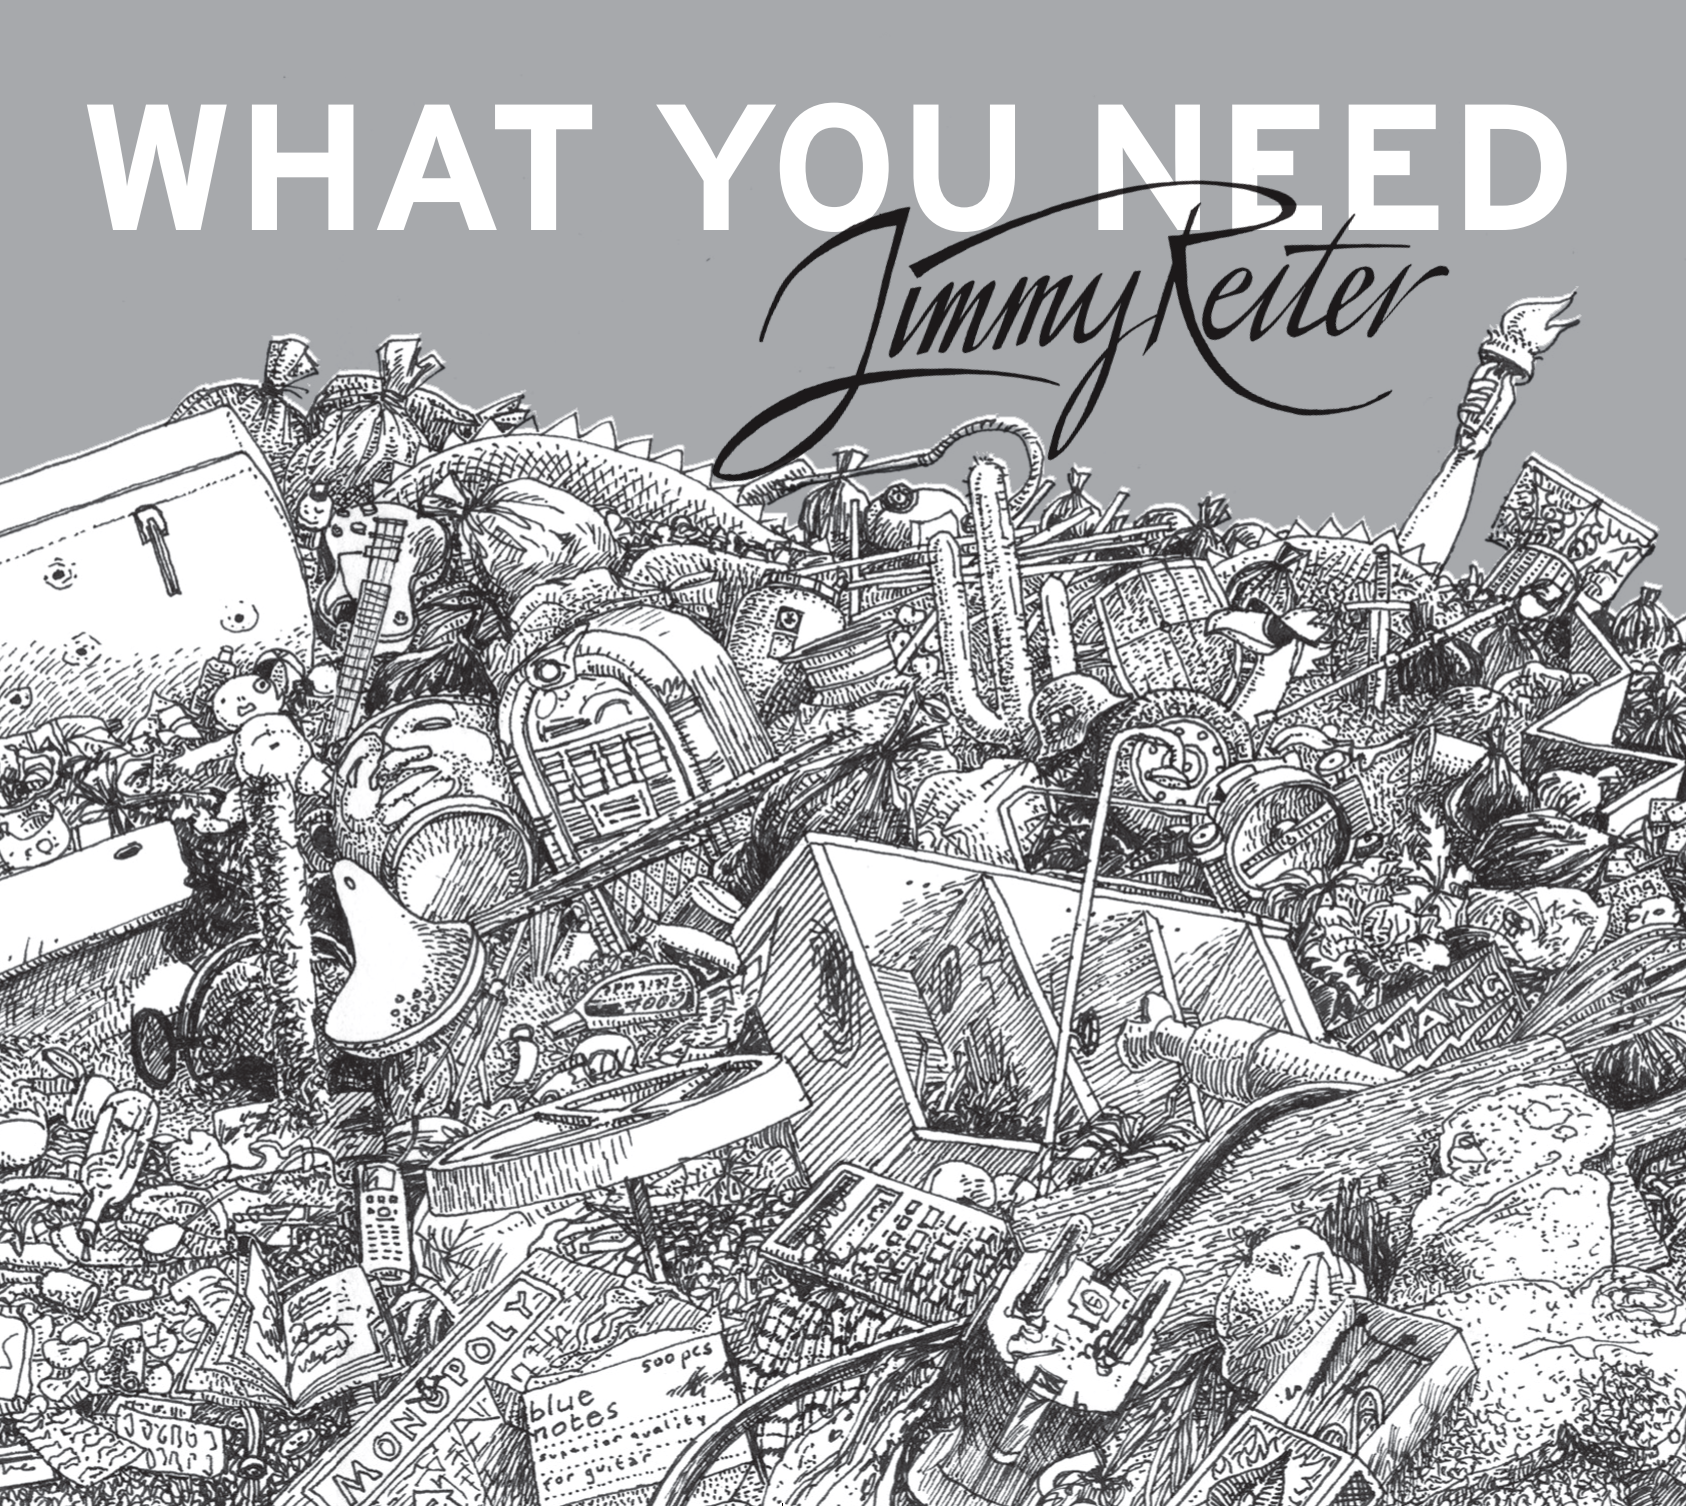 WHAT YOU NEED
Jimmy Reiter
WANG
MONOPOLY
500 pcs
blue
notes
superior quality
for guitar